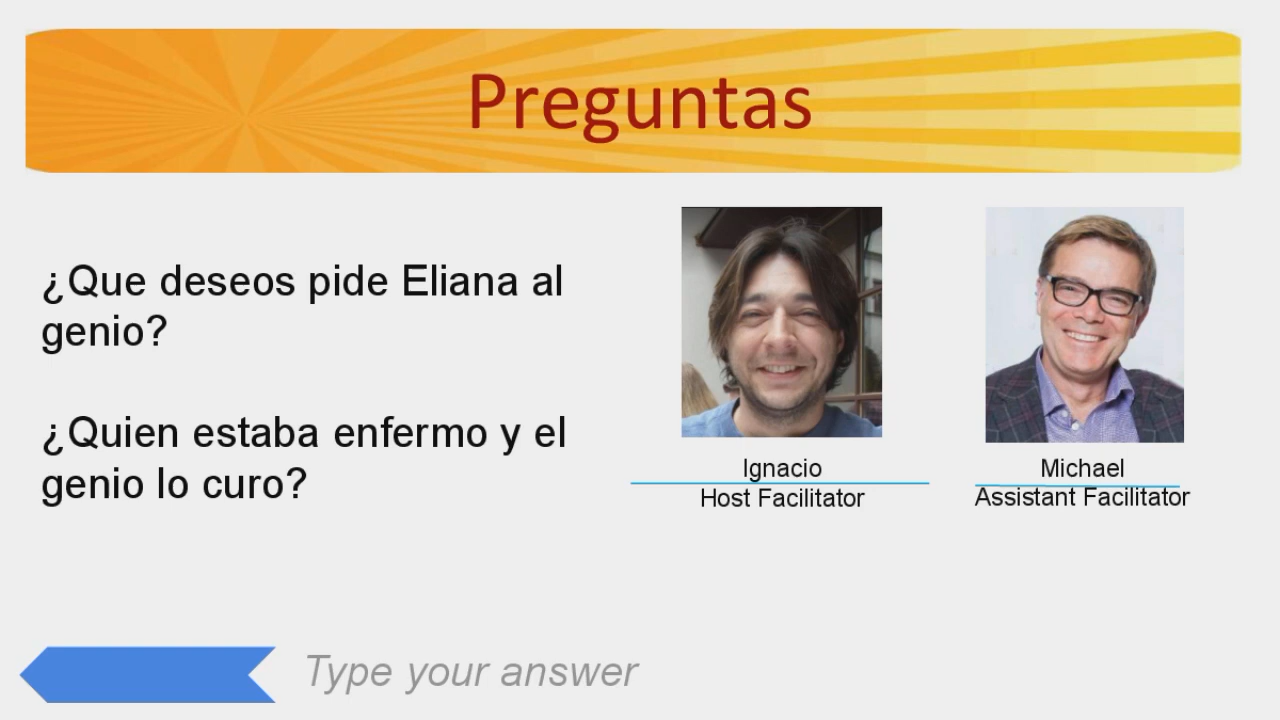 Preguntas
¿Que deseos pide Eliana al
genio?
¿Quien estaba enfermo y el
genio lo curo?
Ignacio
Host Facilitator
Michael
Assistant Facilitator
Type your answer